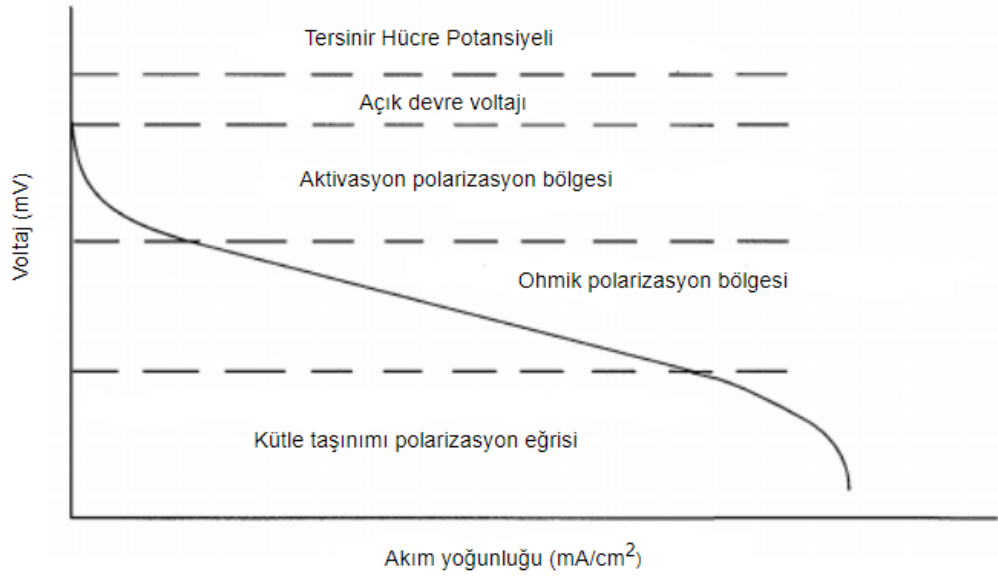 Tersinir Hücre Potansiyeli
Açık devre voltajı
Aktivasyon polarizasyon bölgesi
Voltaj (mV)
Ohmik polarizasyon bölgesi
Kütle taşınımı polarizasyon eğrisi
Akım yoğunluğu (mA/cm²)